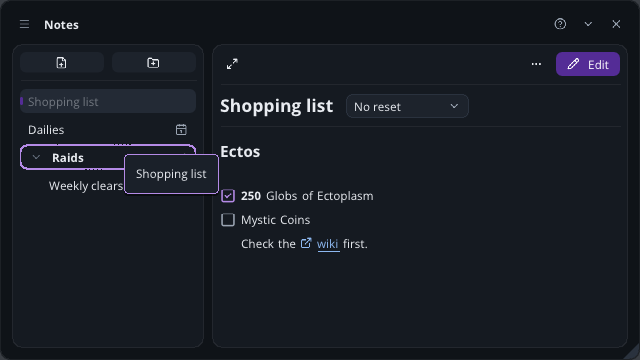 Notes
Edit
Shopping list
Dailies
Raids
Shopping list
Weekly clears
Shopping list
No reset
Ectos
250 Globs of Ectoplasm
Mystic Coins
Check the wiki first.